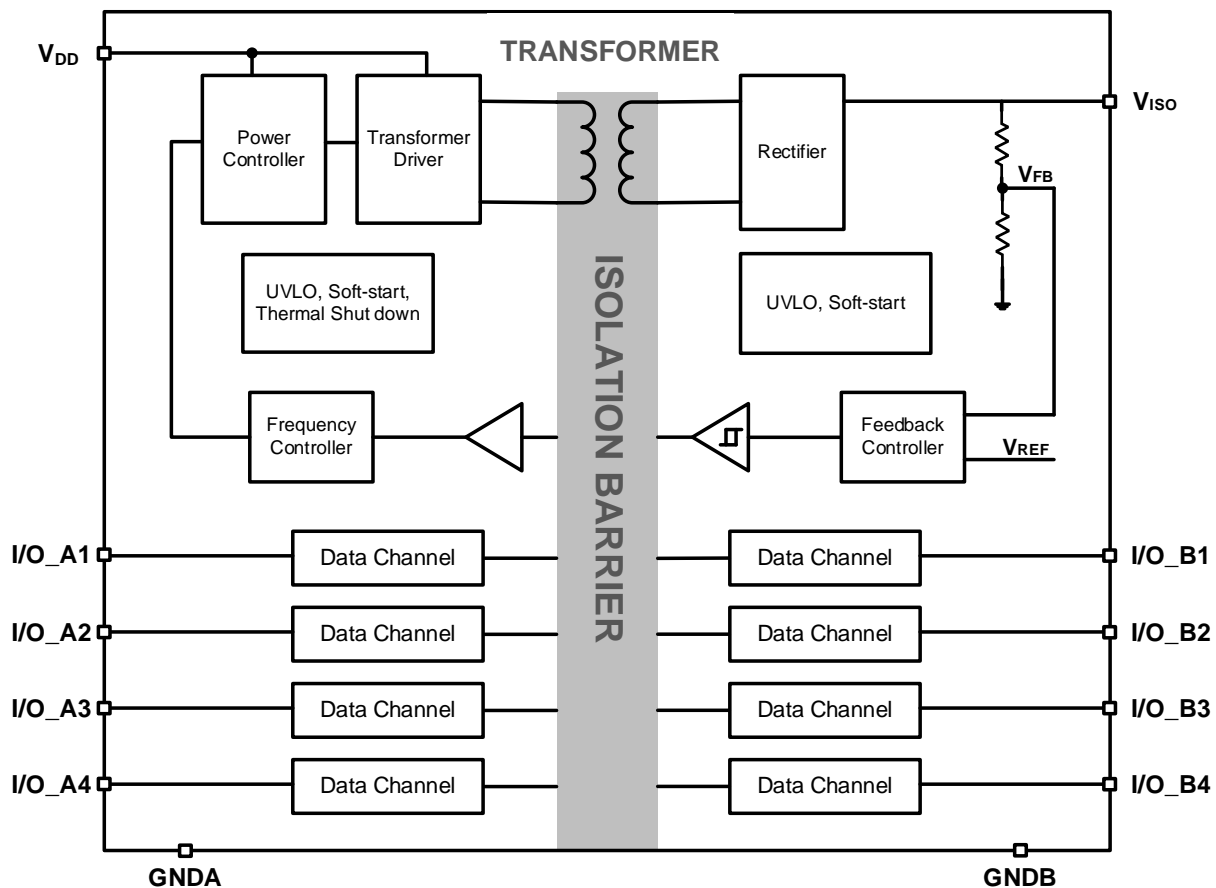 TRANSFORMER
VDD
VISO
Power
Controller
Transformer
Driver
Rectifier
VFB
ISOLATION BARRIER
UVLO, Soft-start,
Thermal Shut down
UVLO, Soft-start
Frequency
Controller
Feedback
Controller
VREF
I/O_A1
Data Channel
Data Channel
I/O_B1
I/O_A2
Data Channel
Data Channel
I/O_B2
I/O_A3
Data Channel
Data Channel
I/O_B3
I/O_A4
Data Channel
Data Channel
I/O_B4
GNDA
GNDB